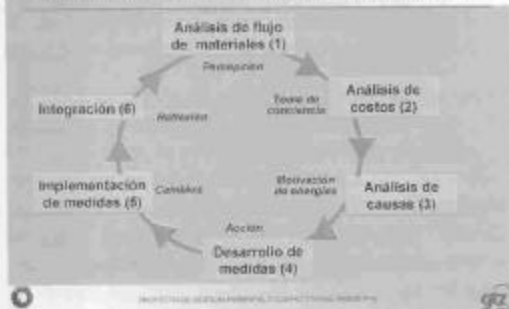 Análisis de flujo
de materiales (1)
Percepción
Toma de
conciencia
Análisis de
costos (2)
Motivación
de energías
Análisis de
causas (3)
Acción
Desarrollo de
medidas (4)
Implementación
de medidas (5)
Cambios
Integración (6)
gtz